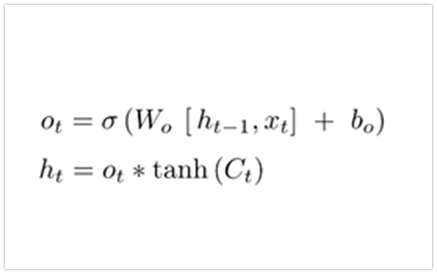 o_t = σ (W_o [h_{t−1}, x_t] + b_o)
h_t = o_t * tanh (C_t)